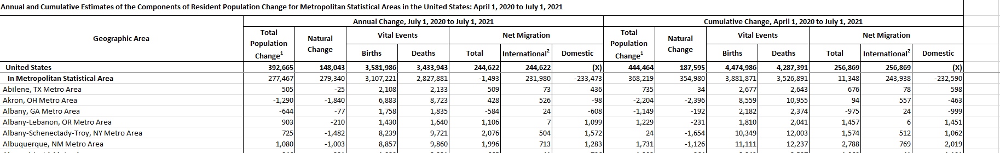 Annual and Cumulative Estimates of the Components of Resident Population Change for Metropolitan Statistical Areas in the United States: April 1, 2020 to July 1, 2021
Geographic Area
Annual Change, July 1, 2020 to July 1, 2021 Cumulative Change, April 1, 2020 to July 1, 2021
Total Population Change1 Natural Change Vital Events Net Migration Total Population Change1 Natural Change Vital Events Net Migration
Births Deaths Total International2 Domestic Births Deaths Total International2 Domestic
United States 392,665 148,043 3,581,986 3,433,943 244,622 244,622 (X) 444,464 187,595 4,474,986 4,287,391 256,869 256,869 (X)
In Metropolitan Statistical Area 277,467 279,340 3,107,221 2,827,881 -1,493 231,980 -233,473 368,219 354,980 3,881,871 3,526,891 11,348 243,938 -232,590
Abilene, TX Metro Area 505 -25 2,108 2,133 509 73 436 735 34 2,677 2,643 676 78 598
Akron, OH Metro Area -1,290 -1,840 6,883 8,723 428 526 -98 -2,204 -2,396 8,559 10,955 94 557 -463
Albany, GA Metro Area -644 -77 1,758 1,835 -584 24 -608 -1,149 -192 2,182 2,374 -975 24 -999
Albany-Lebanon, OR Metro Area 903 -210 1,430 1,640 1,106 7 1,099 1,229 -231 1,810 2,041 1,457 6 1,451
Albany-Schenectady-Troy, NY Metro Area 725 -1,482 8,239 9,721 2,076 504 1,572 24 -1,654 10,349 12,003 1,574 512 1,062
Albuquerque, NM Metro Area 1,080 -1,003 8,857 9,860 1,996 713 1,283 1,731 -1,126 11,111 12,237 2,788 769 2,019